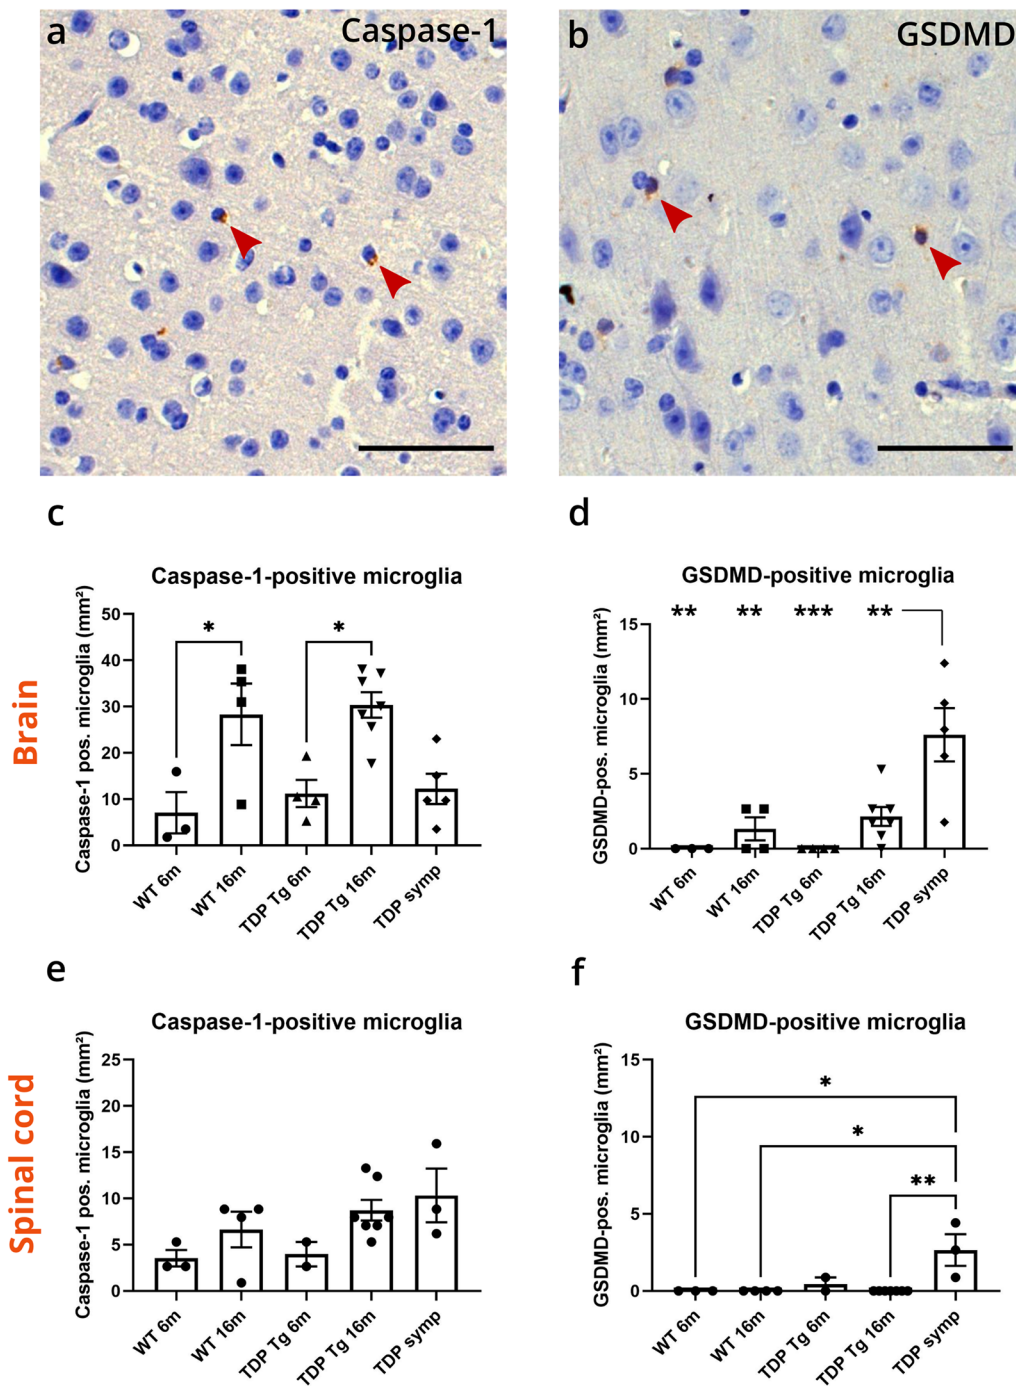 a Caspase-1
b GSDMD
Brain
c
Caspase-1-positive microglia
Caspase-1 pos. microglia (mm²)
50
40
30
20
10
0
* *
WT 6m
WT 16m
TDP Tg 6m
TDP Tg 16m
TDP symp
d
GSDMD-positive microglia
GSDMD-pos. microglia (mm²)
15
10
5
0
** ** *** **
WT 6m
WT 16m
TDP Tg 6m
TDP Tg 16m
TDP symp
Spinal cord
e
Caspase-1-positive microglia
Caspase-1 pos. microglia (mm²)
25
20
15
10
5
0
WT 6m
WT 16m
TDP Tg 6m
TDP Tg 16m
TDP symp
f
GSDMD-positive microglia
GSDMD-pos. microglia (mm²)
15
10
5
0
*
*
**
WT 6m
WT 16m
TDP Tg 6m
TDP Tg 16m
TDP symp